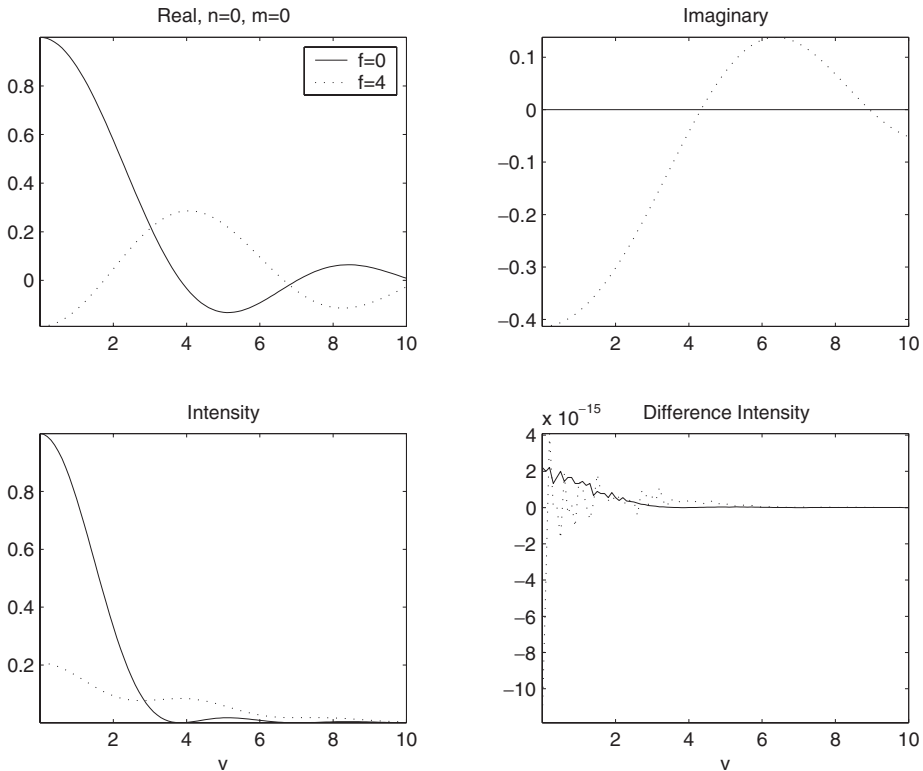 Real, n=0, m=0
f=0
f=4
0.8
0.6
0.4
0.2
0
2 4 6 8 10
Imaginary
0.1
0
−0.1
−0.2
−0.3
−0.4
2 4 6 8 10
Intensity
0.8
0.6
0.4
0.2
2 4 6 8 10
v
x 10−15
Difference Intensity
4
2
0
−2
−4
−6
−8
−10
2 4 6 8 10
v